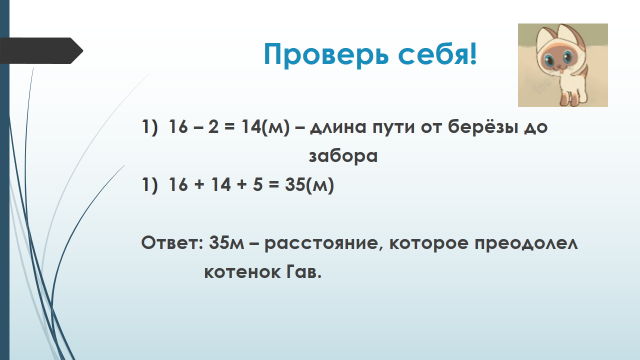 Проверь себя!
1) 16 – 2 = 14(м) – длина пути от берёзы до
забора
1) 16 + 14 + 5 = 35(м)
Ответ: 35м – расстояние, которое преодолел
котенок Гав.